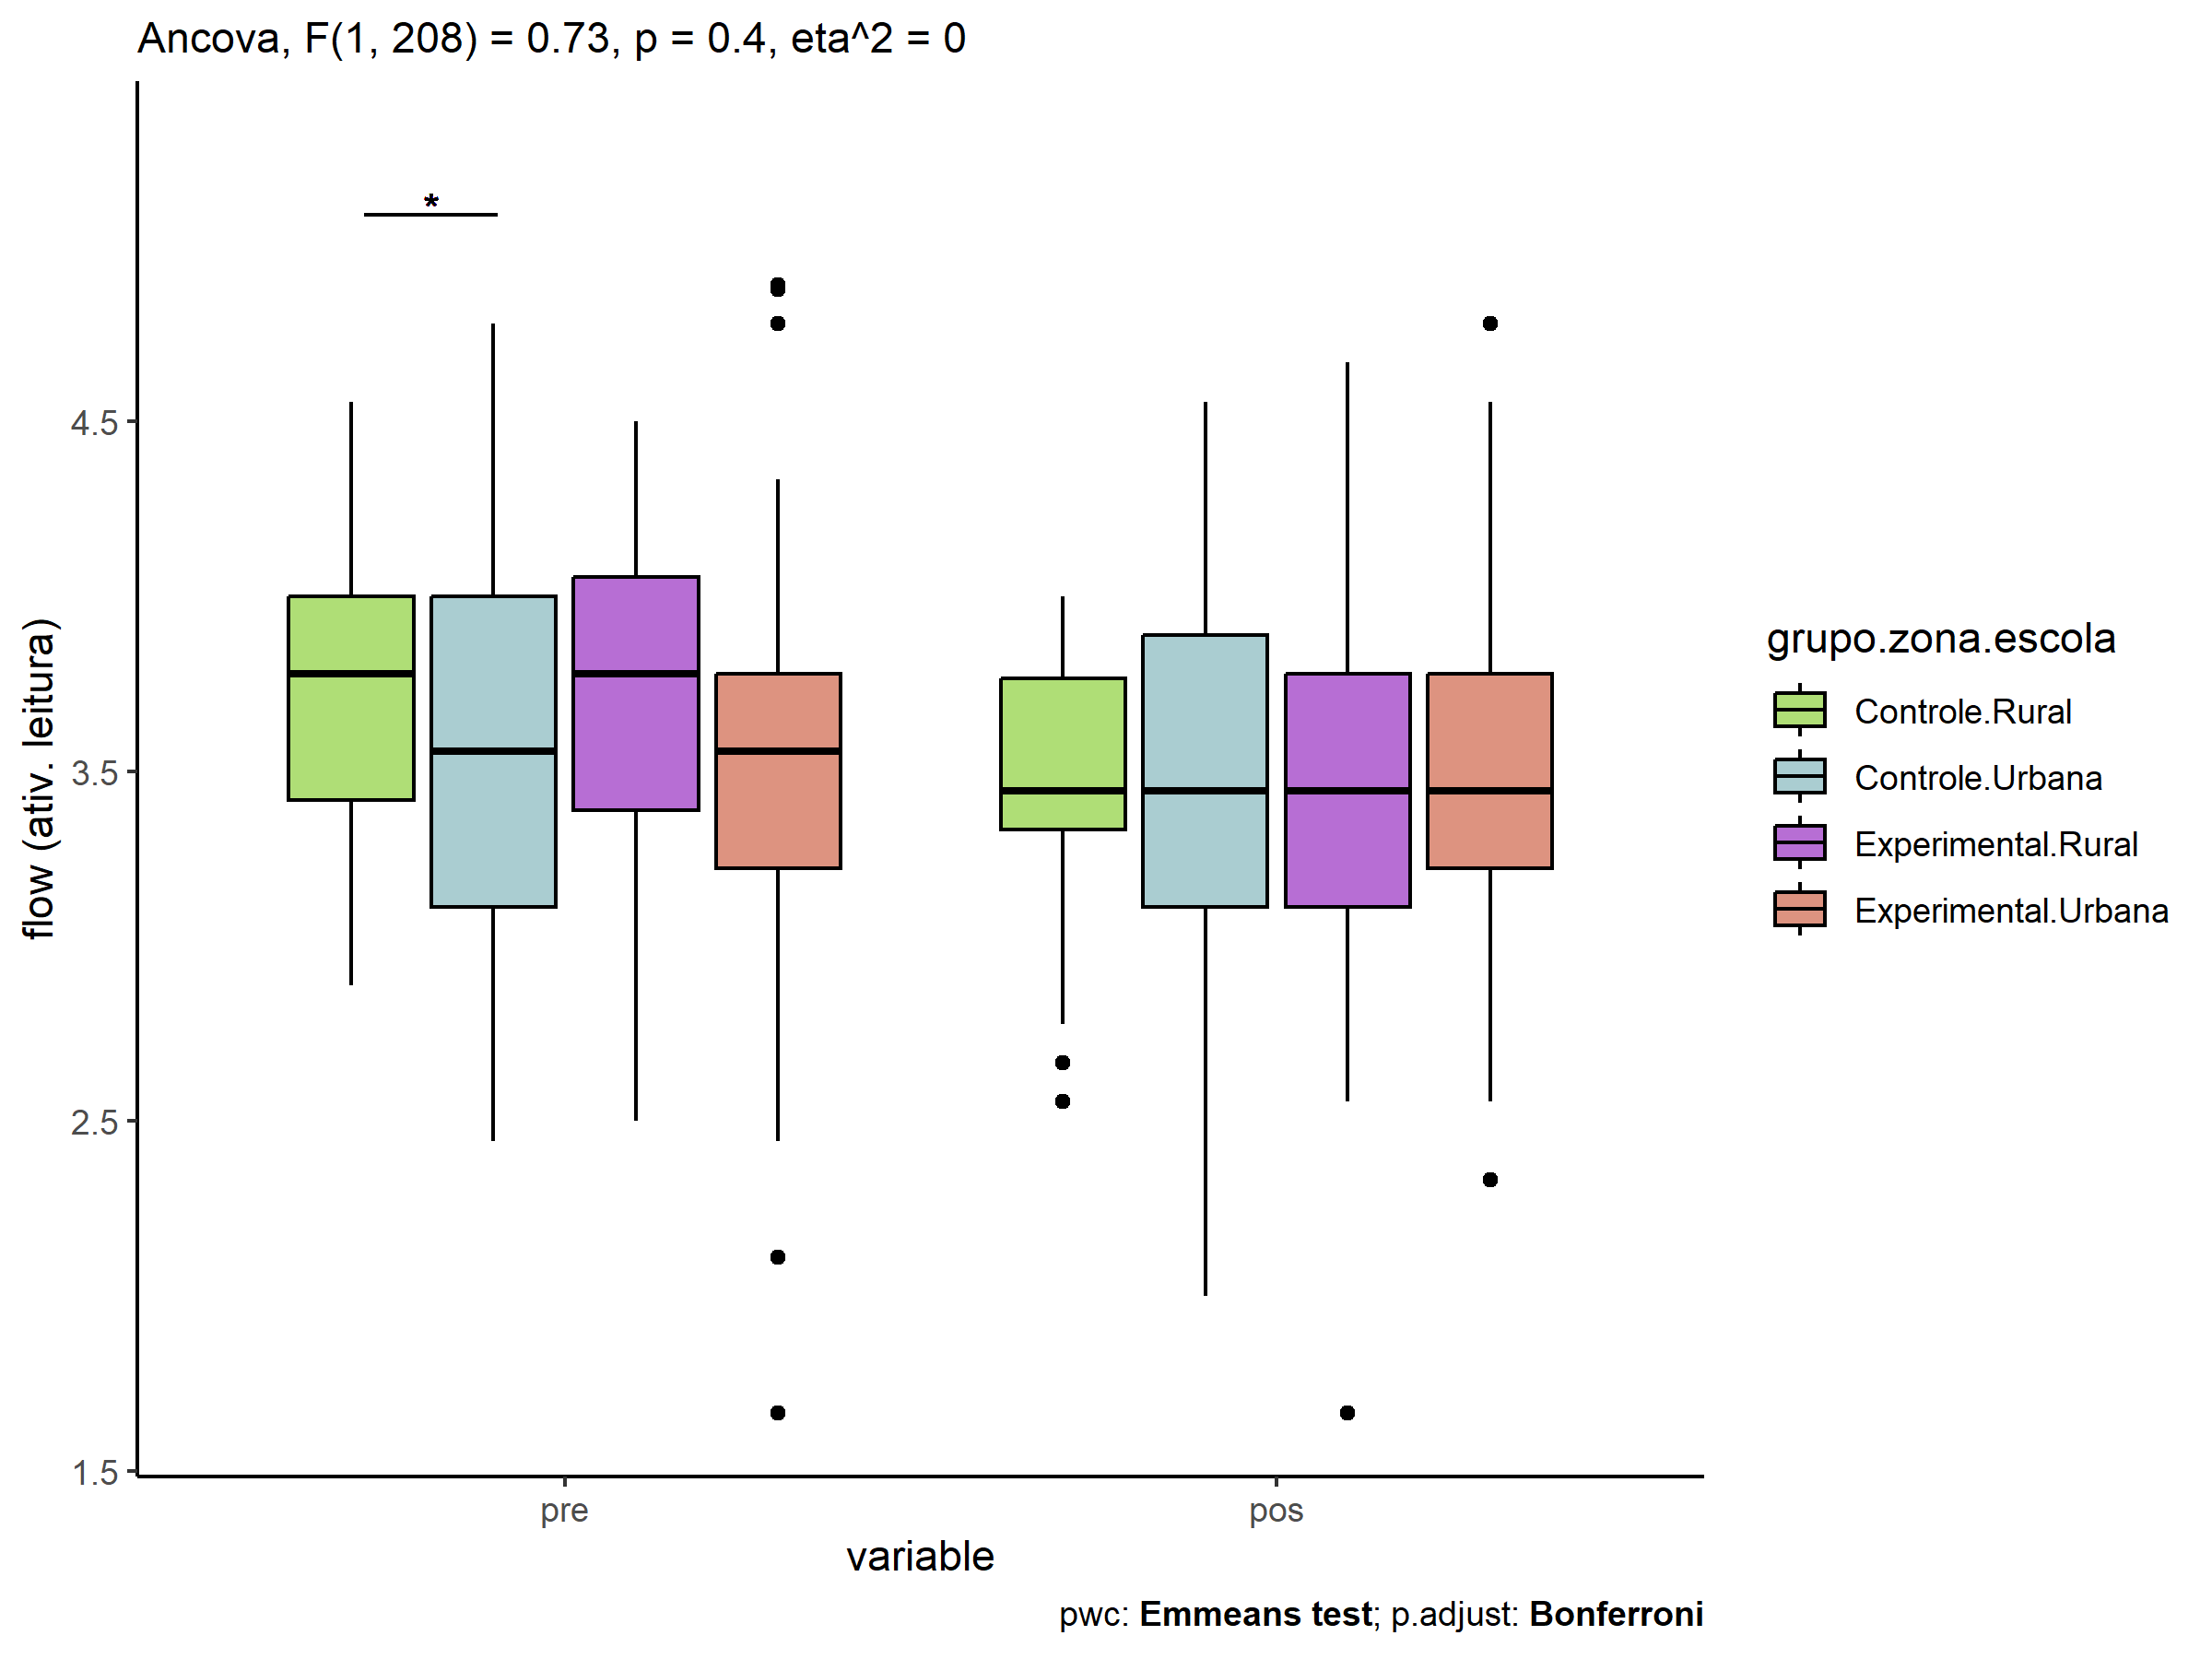 Ancova, F(1, 208) = 0.73, p = 0.4, eta^2 = 0
*
4.5
3.5
2.5
1.5
flow (ativ. leitura)
pre
pos
variable
grupo.zona.escola
Controle.Rural
Controle.Urbana
Experimental.Rural
Experimental.Urbana
pwc: Emmeans test; p.adjust: Bonferroni